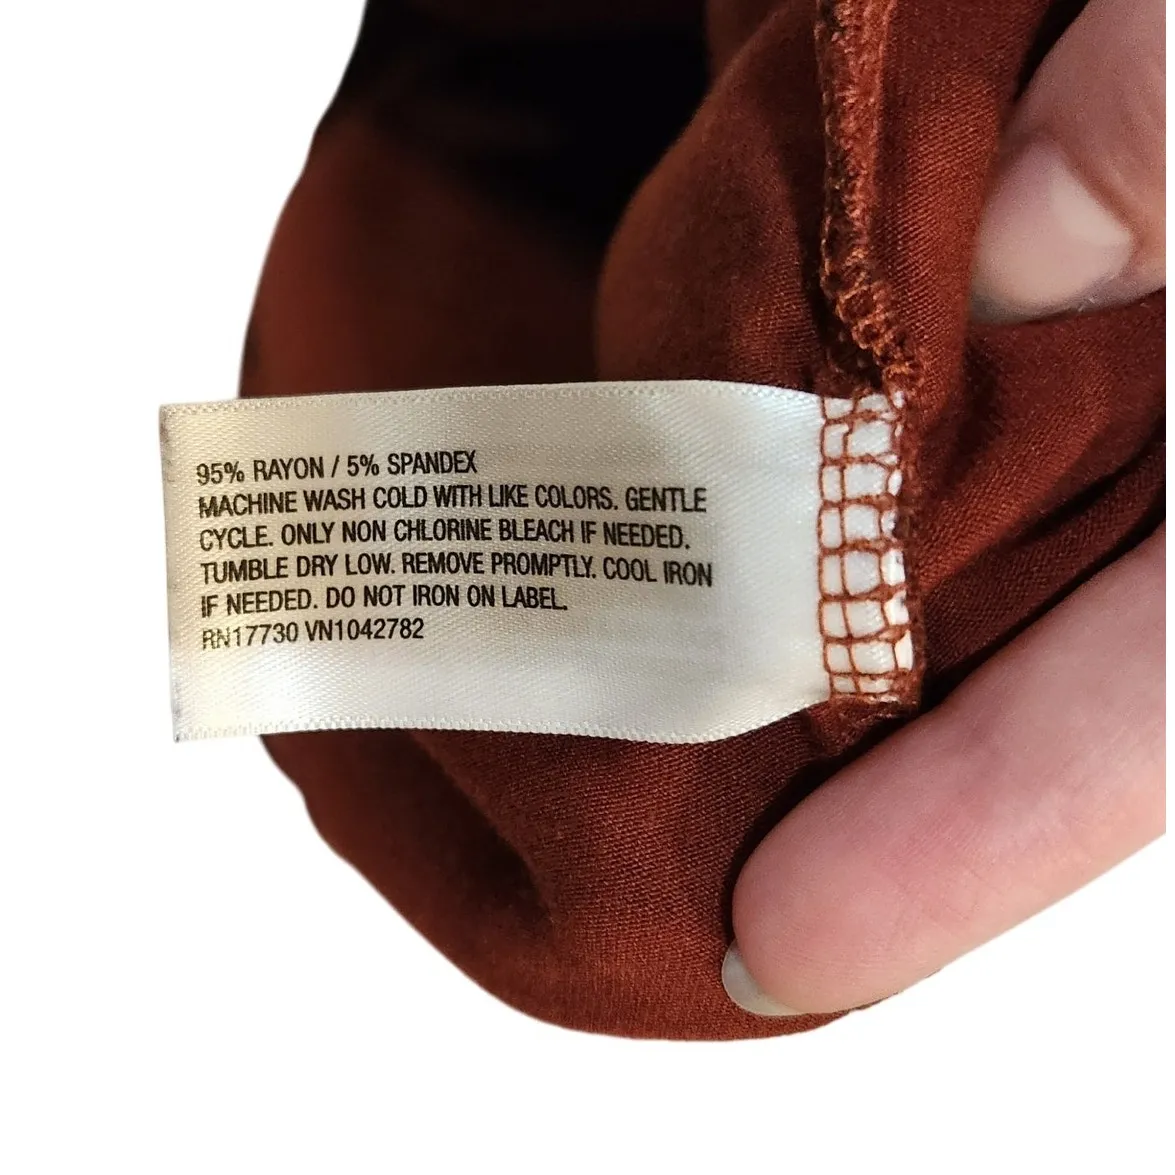 95% RAYON / 5% SPANDEX
MACHINE WASH COLD WITH LIKE COLORS. GENTLE
CYCLE. ONLY NON CHLORINE BLEACH IF NEEDED.
TUMBLE DRY LOW. REMOVE PROMPTLY. COOL IRON
IF NEEDED. DO NOT IRON ON LABEL.
RN17730 VN1042782